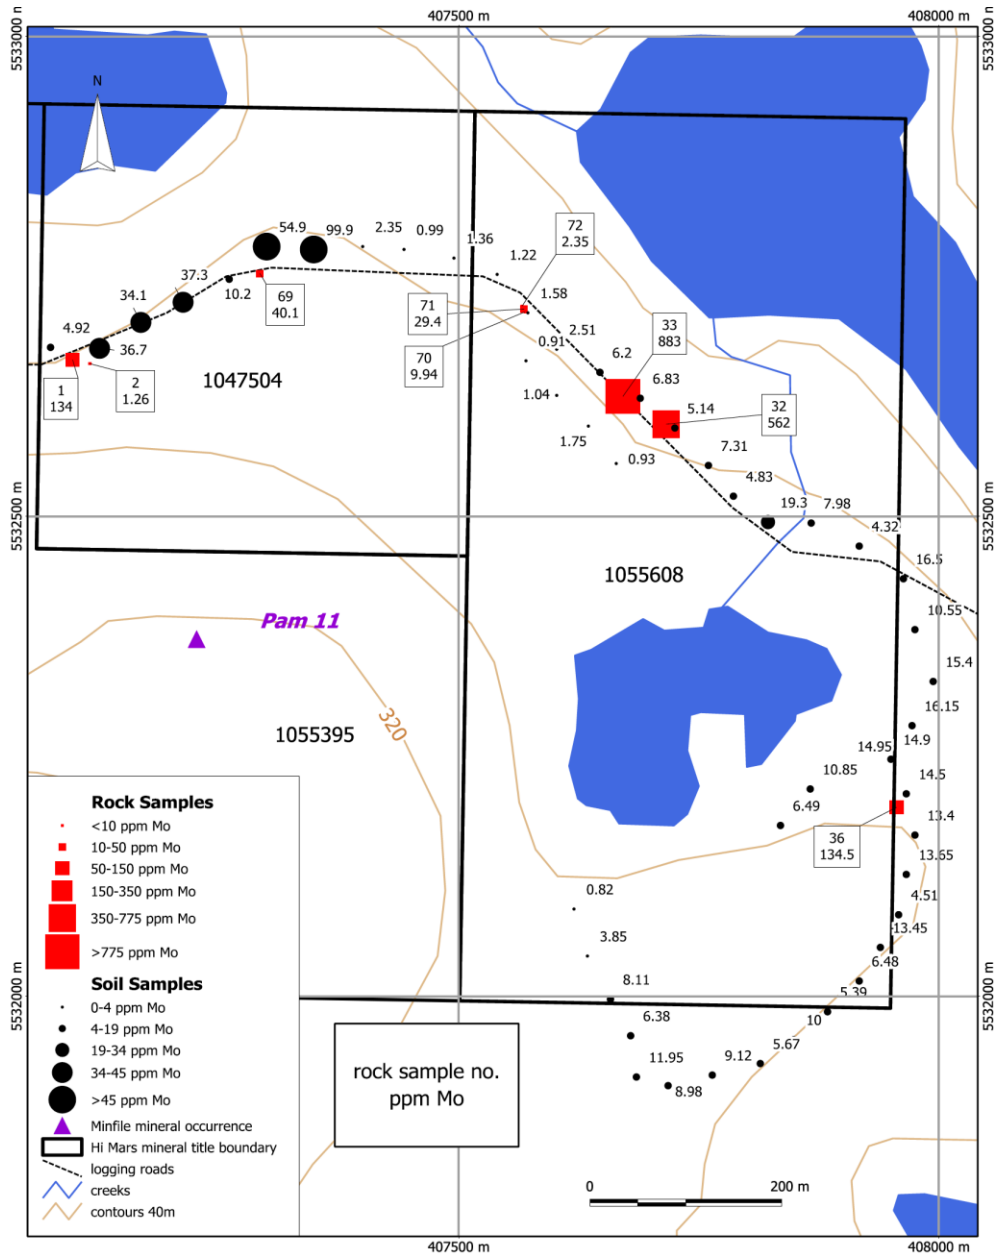 407500 m
408000 m
5533000 n
5533000 m
N
54.9
99.9
2.35
0.99
1.36
1.22
72
2.35
37.3
10.2
69
40.1
34.1
1.58
71
29.4
2.51
0.91
33
883
4.92
36.7
70
9.94
6.2
6.83
1
134
2
1.26
1047504
1.04
5.14
32
562
1.75
7.31
0.93
4.83
19.3
7.98
5532500 m
5532500 m
4.32
16.5
1055608
10.55
Pam 11
15.4
16.15
320
1055395
14.9
14.95
10.85
14.5
6.49
13.4
36
134.5
13.65
0.82
4.51
13.45
3.85
6.48
8.11
5.39
5532000 m
5532000 m
6.38
10
5.67
11.95
9.12
8.98
Rock Samples
<10 ppm Mo
10-50 ppm Mo
50-150 ppm Mo
150-350 ppm Mo
350-775 ppm Mo
>775 ppm Mo
Soil Samples
0-4 ppm Mo
4-19 ppm Mo
19-34 ppm Mo
34-45 ppm Mo
>45 ppm Mo
Minfile mineral occurrence
Hi Mars mineral title boundary
logging roads
creeks
contours 40m
rock sample no.
ppm Mo
0
200 m
407500 m
408000 m